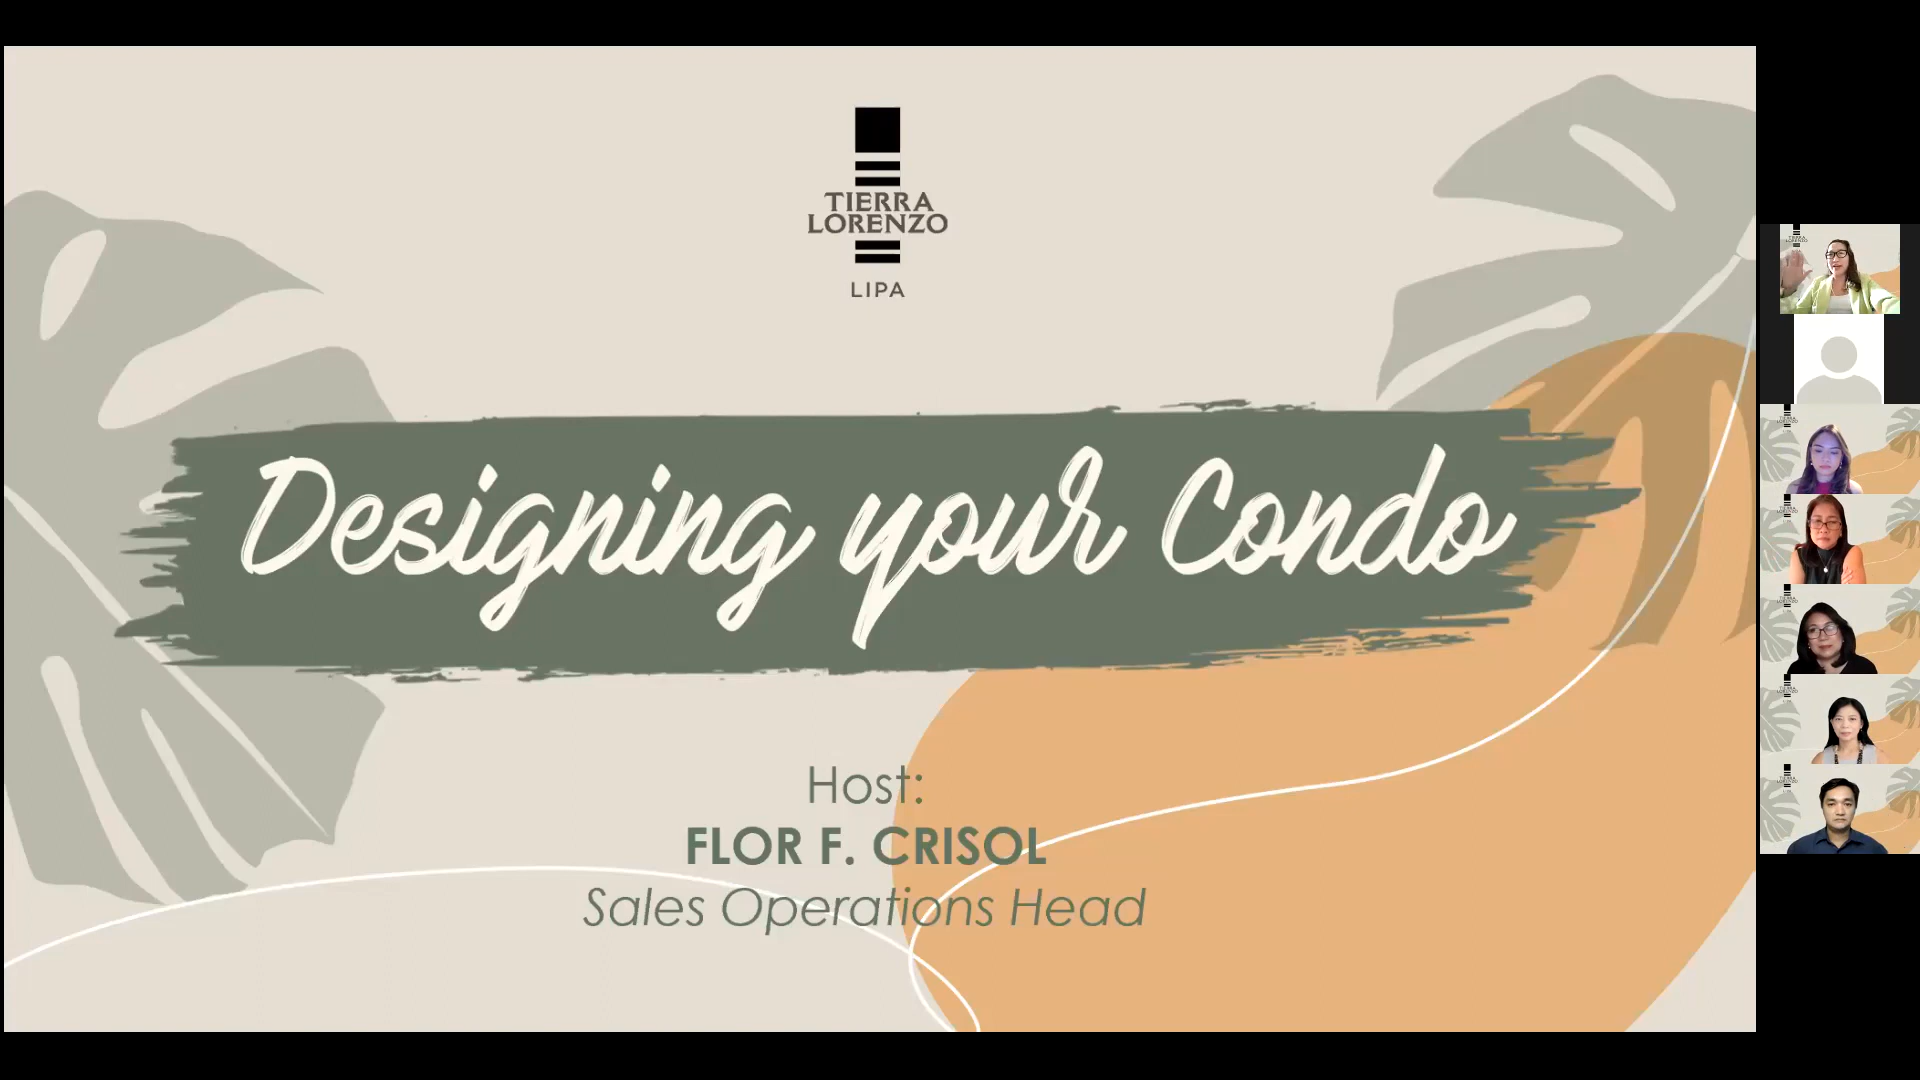 TIERRA
LORENZO
LIPA
Designing your Condo
Host:
FLOR F. CRISOL
Sales Operations Head